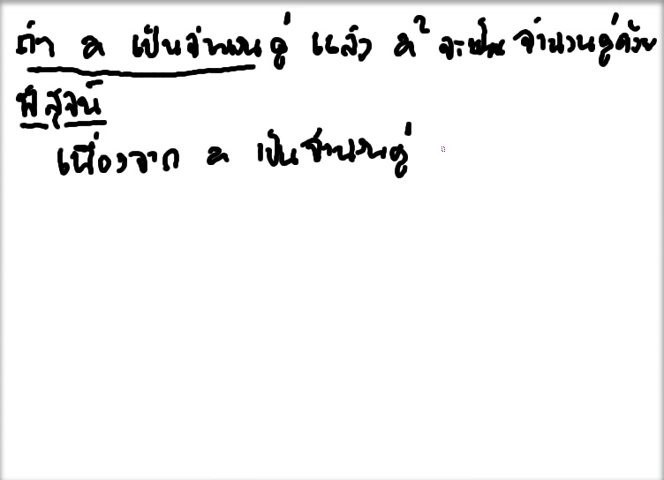 ถ้า a เป็นจำนวนคู่ แล้ว a² จะเป็น จำนวนคู่ด้วย
พิสูจน์
เนื่องจาก a เป็นจำนวนคู่